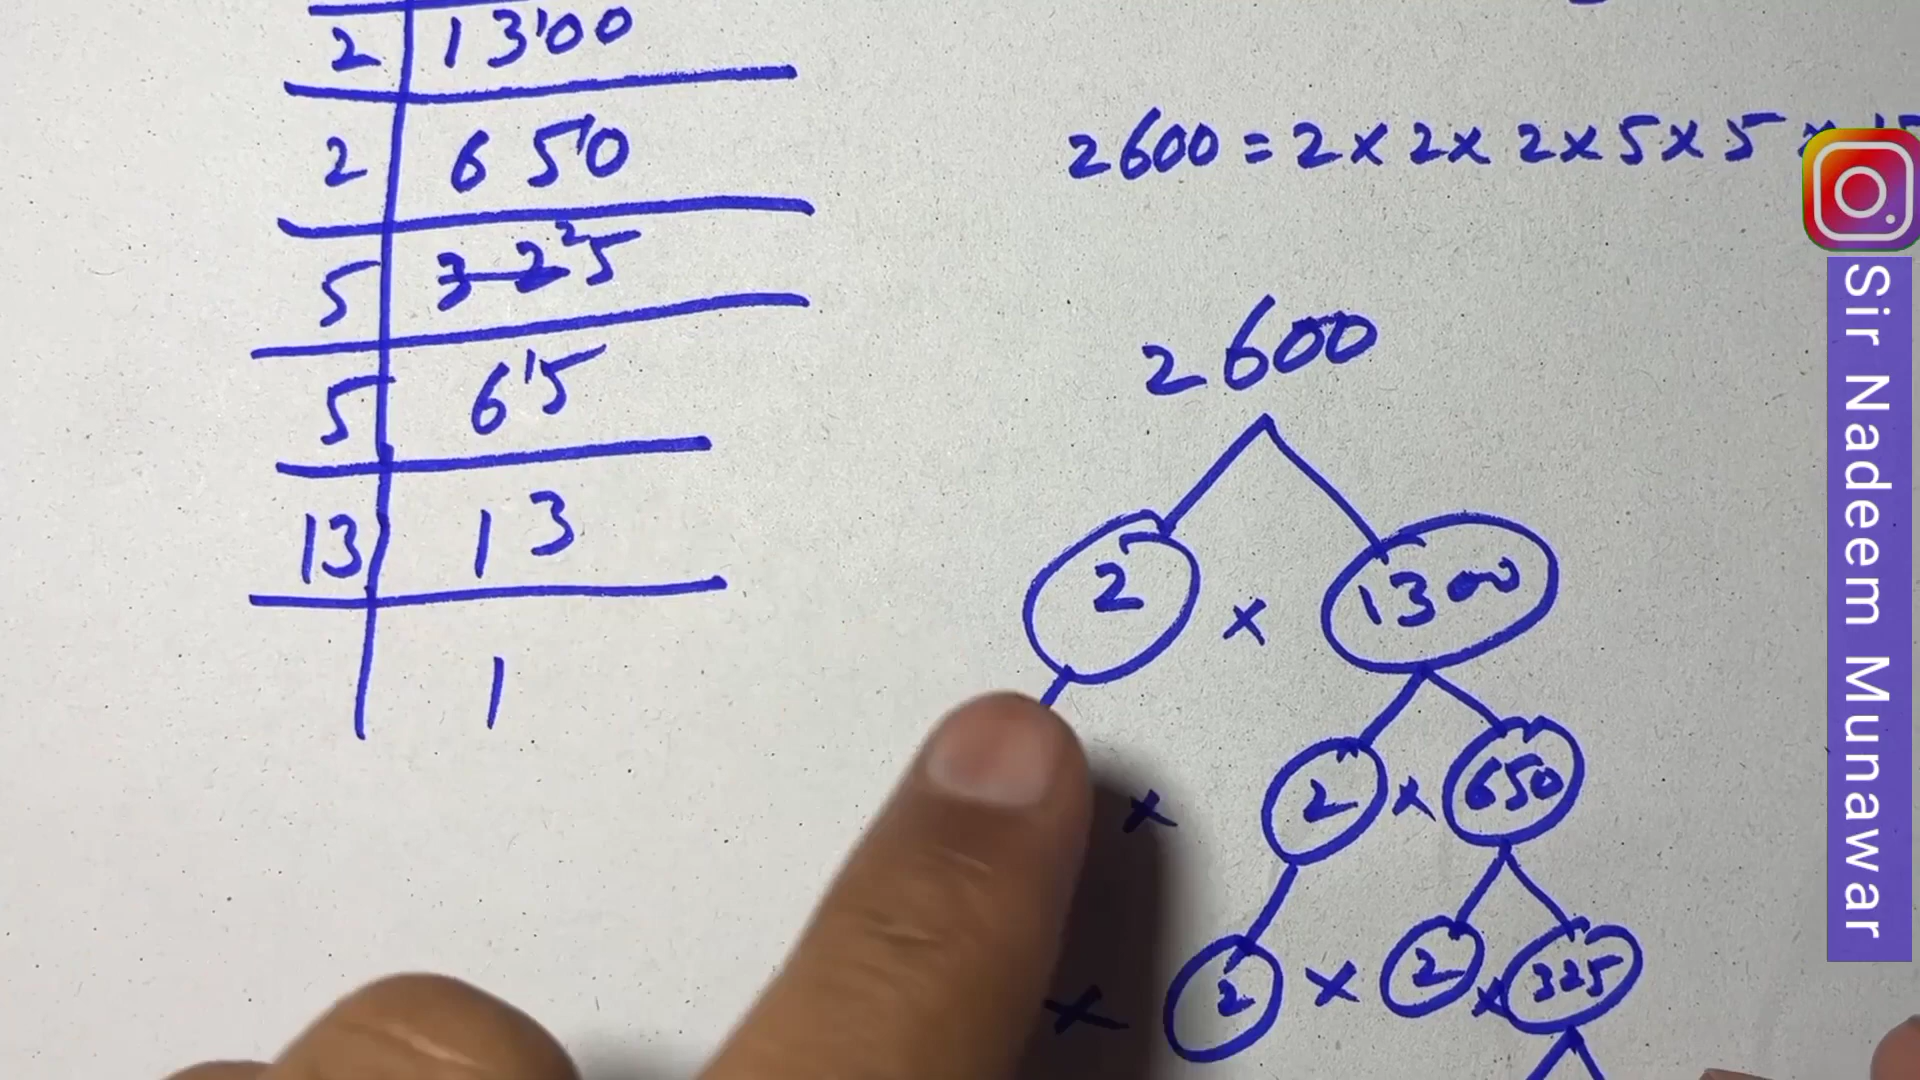 2 1300
2 650
5 325
5 65
13 13
1
2600 = 2 x 2 x 2 x 5 x 5 x
2600
2 x 1300
x 2 x 650
x 2 x 2 x 325
Sir Nadeem Munawar